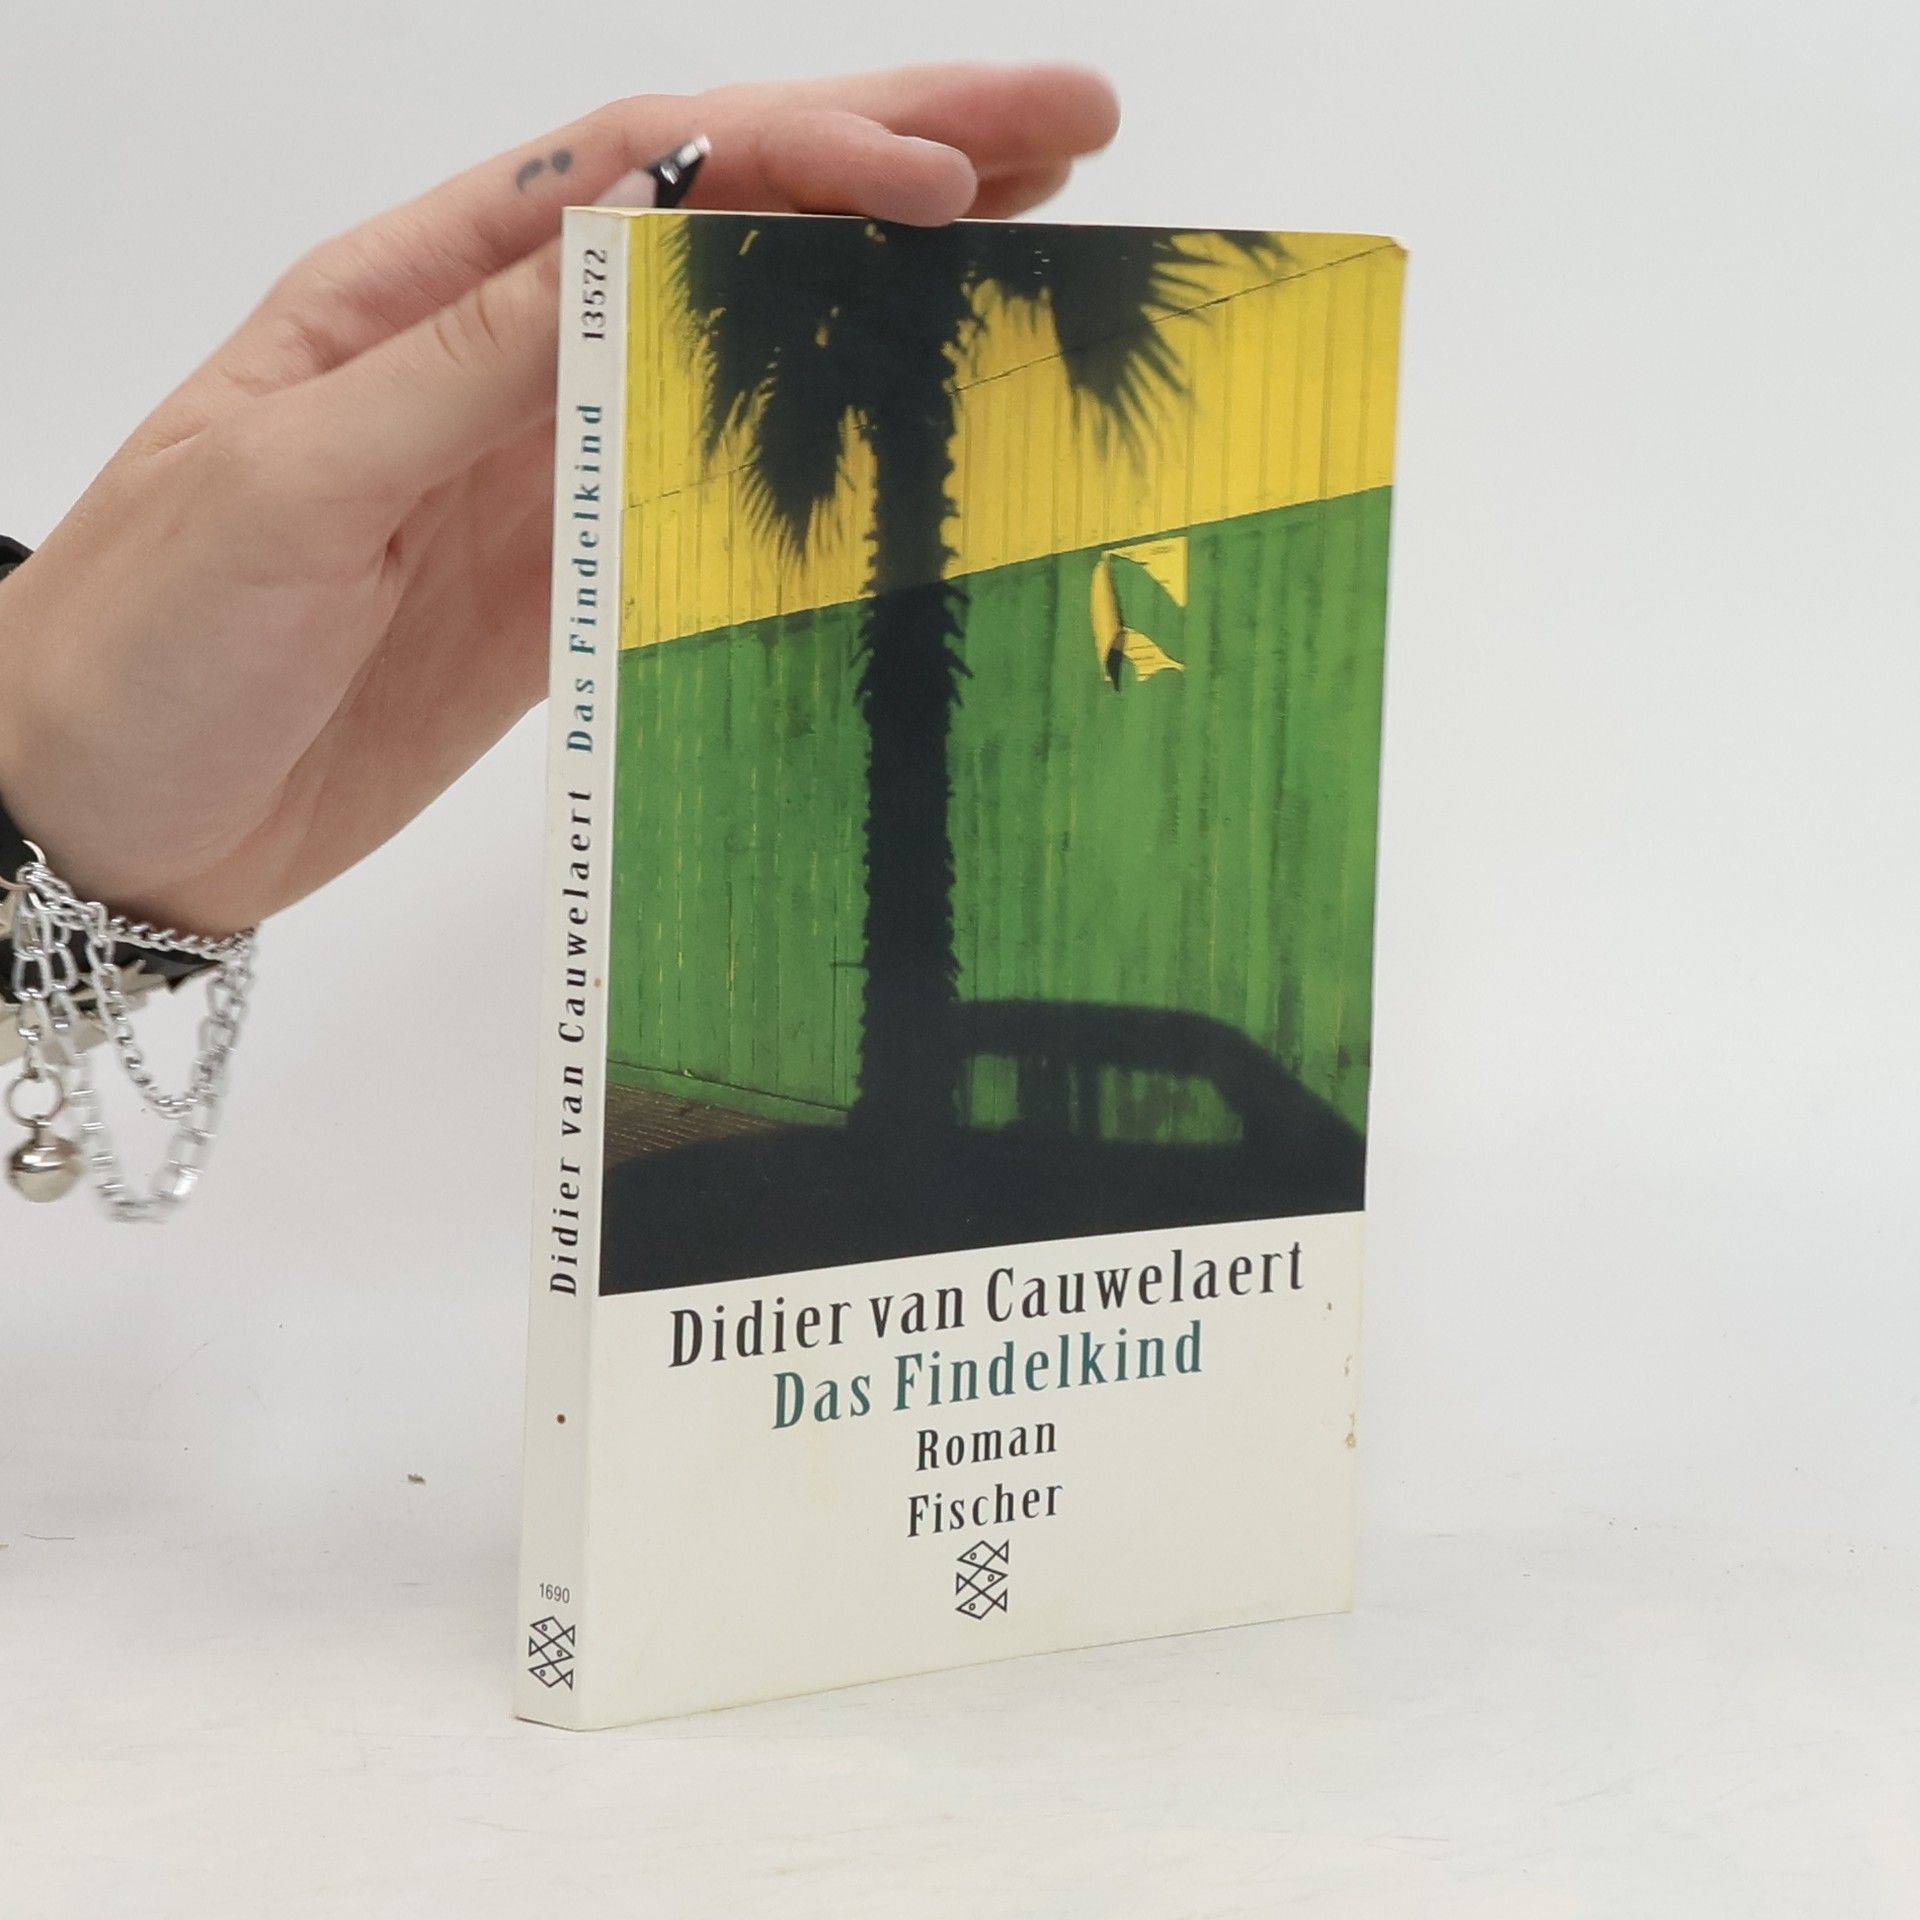 13572
Didier van Cauwelaert Das Findelkind
1690
Didier van Cauwelaert
Das Findelkind
Roman
Fischer